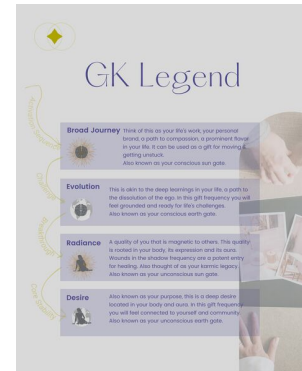 GK Legend
Broad Journey
Think of this as your life's work, your personal
brand, a path to compassion, a prominent flavor
in your life. It can be used as a gift for moving &
getting unstuck.
Also known as your conscious sun gate.
Evolution
This is akin to the deep learnings in your life, a path to
the dissolution of the ego. In this gift frequency you will
feel grounded and ready for life's challenges.
Also known as your conscious earth gate.
Radiance
A quality of you that is magnetic to others. This quality
is rooted in your body, its expression and its aura.
Wounds in the shadow frequency are a potent entry
for healing. Also thought of as your karmic legacy.
Also known as your unconscious sun gate.
Desire
Also known as your purpose, this is a deep desire
located in your body and aura. In this gift frequency
you will feel connected to yourself and community.
Also known as your unconscious earth gate.